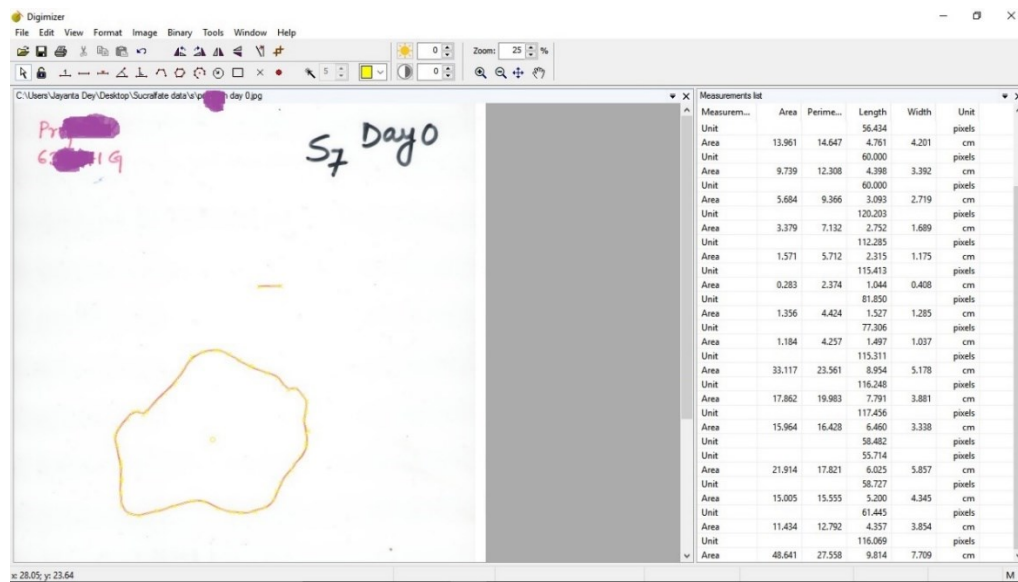 Digimizer
File Edit View Format Image Binary Tools Window Help
0 Zoom: 25 %
5 0
C:\Users\Jayanta Dey\Desktop\Sucralfate data\s\p day 0.jpg
S7 Day 0
Measurements list
Measurem... Area Perime... Length Width Unit
Unit 56.434 pixels
Area 13.961 14.647 4.761 4.201 cm
Unit 60.000 pixels
Area 9.739 12.308 4.398 3.392 cm
Unit 60.000 pixels
Area 5.684 9.366 3.093 2.719 cm
Unit 120.203 pixels
Area 3.379 7.132 2.752 1.689 cm
Unit 112.285 pixels
Area 1.571 5.712 2.315 1.175 cm
Unit 115.413 pixels
Area 0.283 2.374 1.044 0.408 cm
Unit 81.850 pixels
Area 1.356 4.424 1.527 1.285 cm
Unit 77.306 pixels
Area 1.184 4.257 1.497 1.037 cm
Unit 115.311 pixels
Area 33.117 23.561 8.954 5.178 cm
Unit 116.248 pixels
Area 17.862 19.983 7.791 3.881 cm
Unit 117.456 pixels
Area 15.964 16.428 6.460 3.338 cm
Unit 58.482 pixels
Unit 55.714 pixels
Area 21.914 17.821 6.025 5.857 cm
Unit 58.727 pixels
Area 15.005 15.555 5.200 4.345 cm
Unit 61.445 pixels
Area 11.434 12.792 4.357 3.854 cm
Unit 116.069 pixels
Area 48.641 27.558 9.814 7.709 cm
x: 28.05; y: 23.64 M